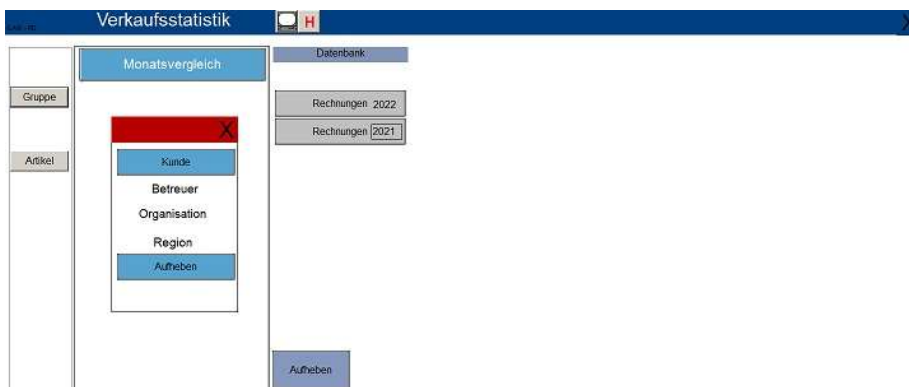 Verkaufsstatistik
H
X
Monatsvergleich
Datenbank
Gruppe
Rechnungen 2022
Rechnungen 2021
X
Artikel
Kunde
Betreuer
Organisation
Region
Aufheben
Aufheben